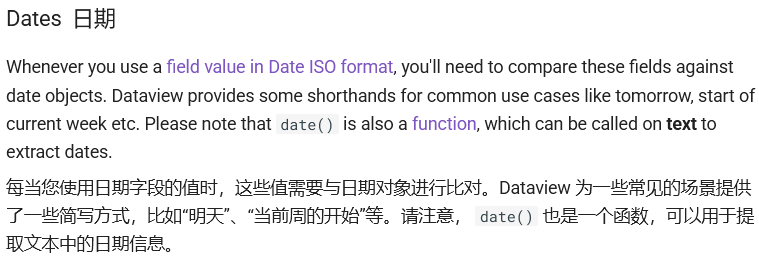 Dates 日期
Whenever you use a field value in Date ISO format, you'll need to compare these fields against
date objects. Dataview provides some shorthands for common use cases like tomorrow, start of
current week etc. Please note that date() is also a function, which can be called on text to
extract dates.
每当您使用日期字段的值时，这些值需要与日期对象进行比对。Dataview 为一些常见的场景提供
了一些简写方式，比如“明天”、“当前周的开始”等。请注意， date() 也是一个函数，可以用于提
取文本中的日期信息。